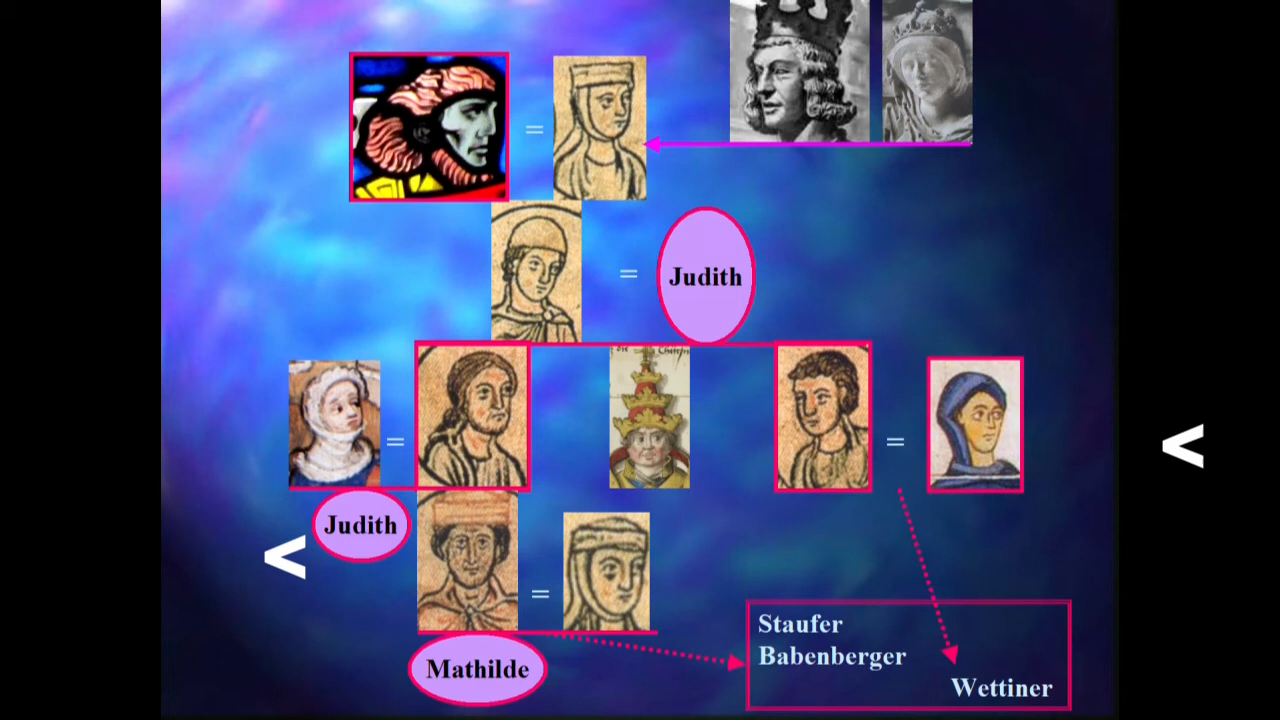 =
= Judith
= =
Judith
< <
=
Staufer
Babenberger
Wettiner
Mathilde